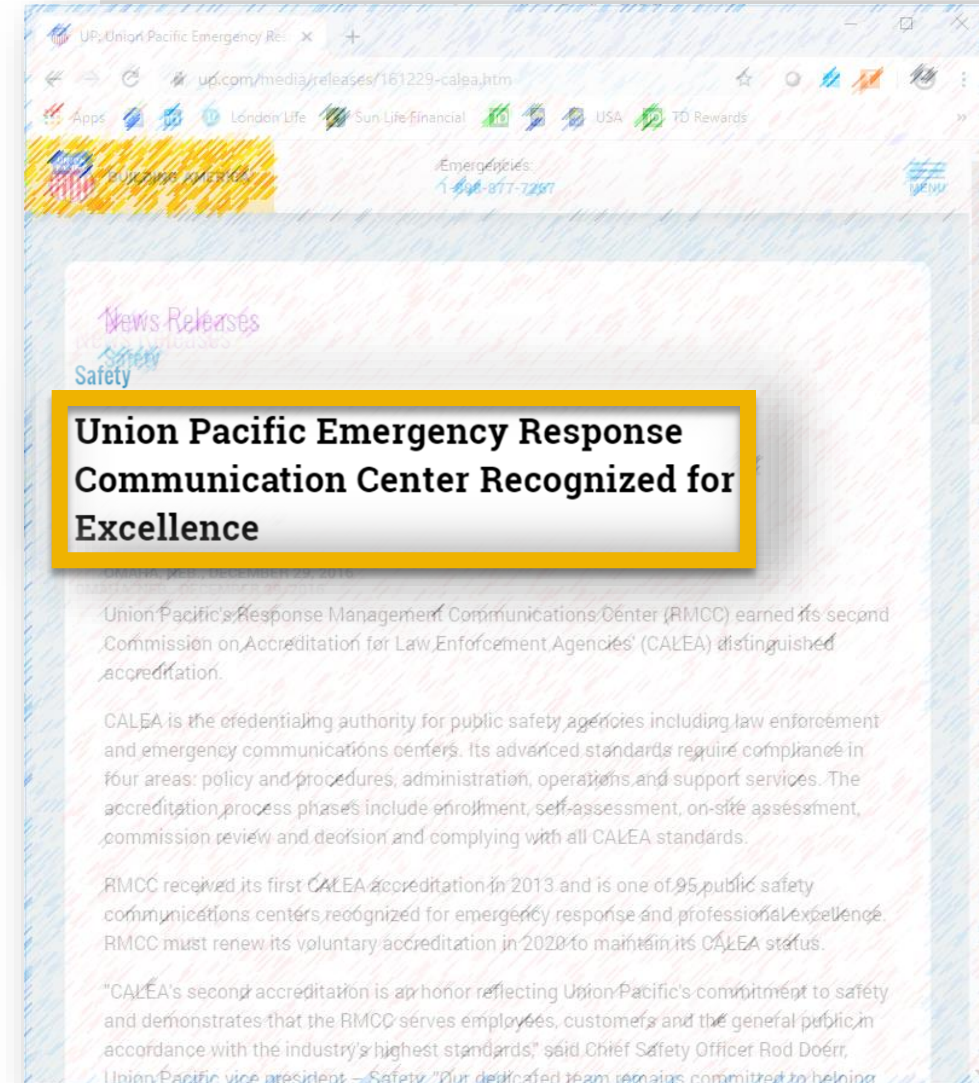 UP: Union Pacific Emergency Res
up.com/media/releases/161229-calea.htm
Apps London Life Sun Life Financial USA TD Rewards
BUILDING AMERICA
Emergencies:
MENU
News Releases
Safety
Safety
Union Pacific Emergency Response
Communication Center Recognized for
Excellence
OMAHA, NEB., DECEMBER 29, 2016
Union Pacific's Response Management Communications Center (RMCC) earned its second
Commission on Accreditation for Law Enforcement Agencies' (CALEA) distinguished
accreditation.
CALEA is the credentialing authority for public safety agencies including law enforcement
and emergency communications centers. Its advanced standards require compliance in
four areas: policy and procedures, administration, operations and support services. The
accreditation process phases include enrollment, self-assessment, on-site assessment,
commission review and decision and complying with all CALEA standards.
RMCC received its first CALEA accreditation in 2013 and is one of 95 public safety
communications centers recognized for emergency response and professional excellence.
RMCC must renew its voluntary accreditation in 2020 to maintain its CALEA status.
"CALEA's second accreditation is an honor reflecting Union Pacific's commitment to safety
and demonstrates that the RMCC serves employees, customers and the general public in
accordance with the industry's highest standards," said Chief Safety Officer Rod Doerr,
Union Pacific vice president – Safety. "Our dedicated team remains committed to helping